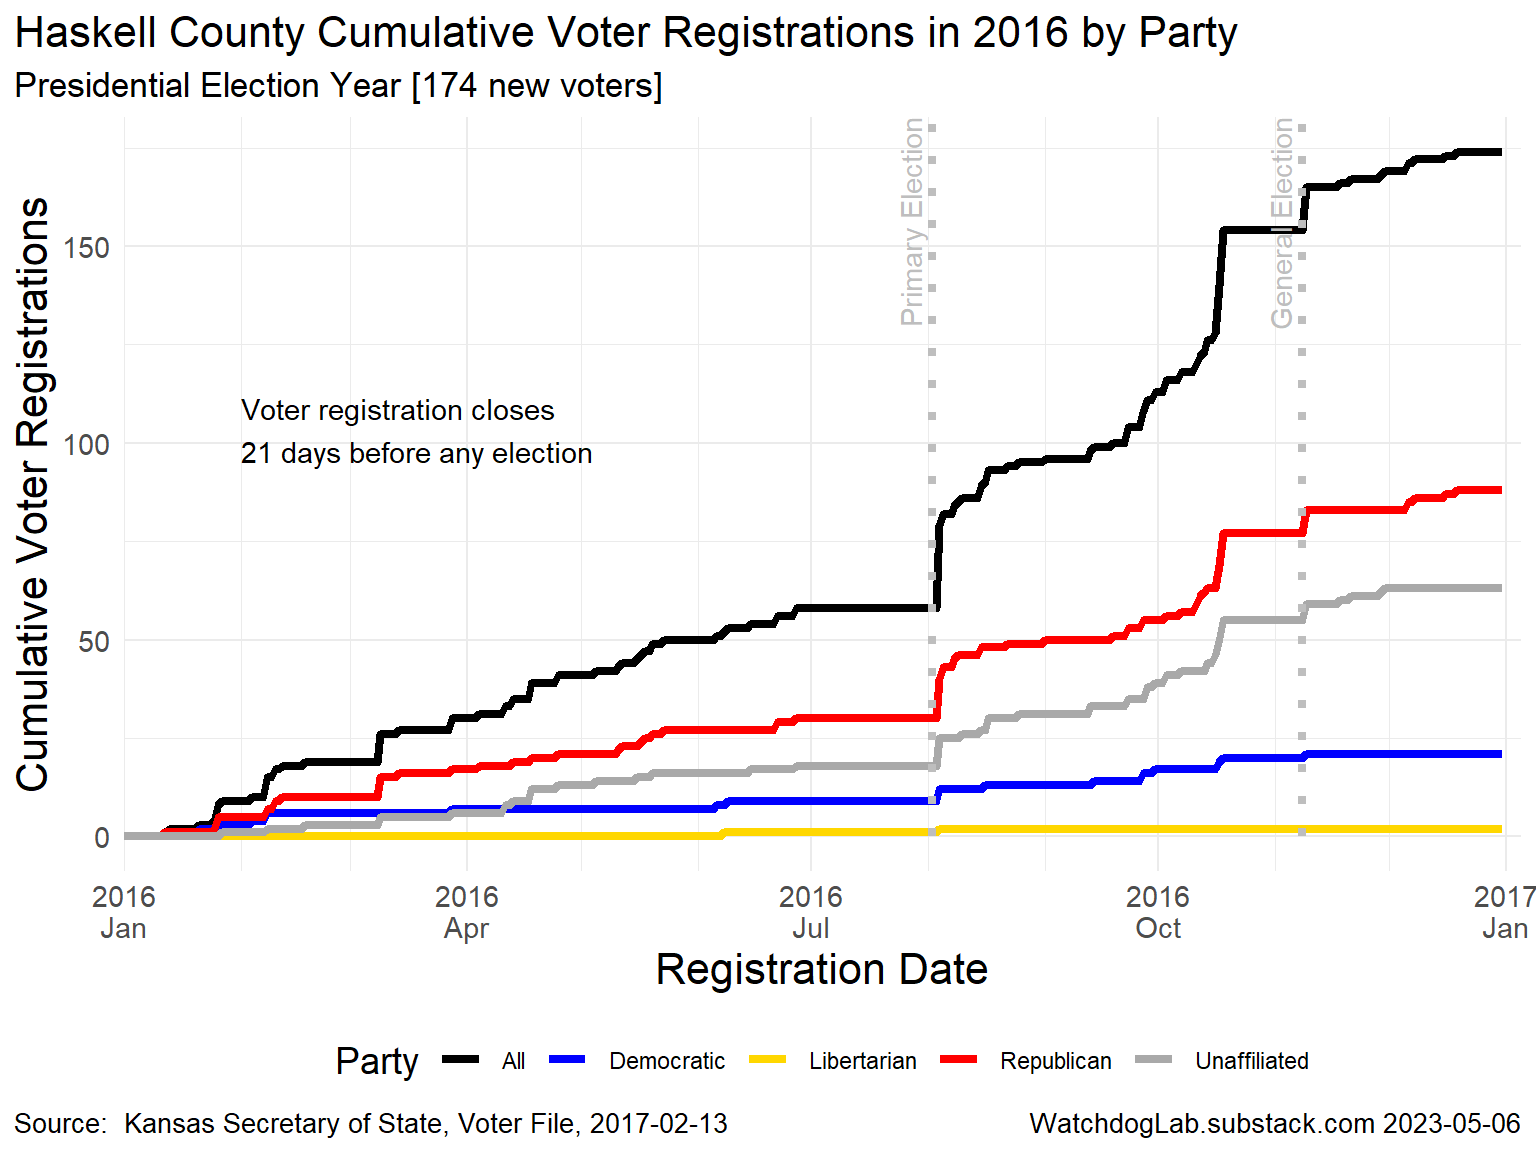 Haskell County Cumulative Voter Registrations in 2016 by Party
Presidential Election Year [174 new voters]
Cumulative Voter Registrations
150
100
50
0
Primary Election
General Election
Voter registration closes
21 days before any election
2016 2016 2016 2016 2017
Jan Apr Jul Oct Jan
Registration Date
Party All Democratic Libertarian Republican Unaffiliated
Source:  Kansas Secretary of State, Voter File, 2017-02-13
WatchdogLab.substack.com 2023-05-06